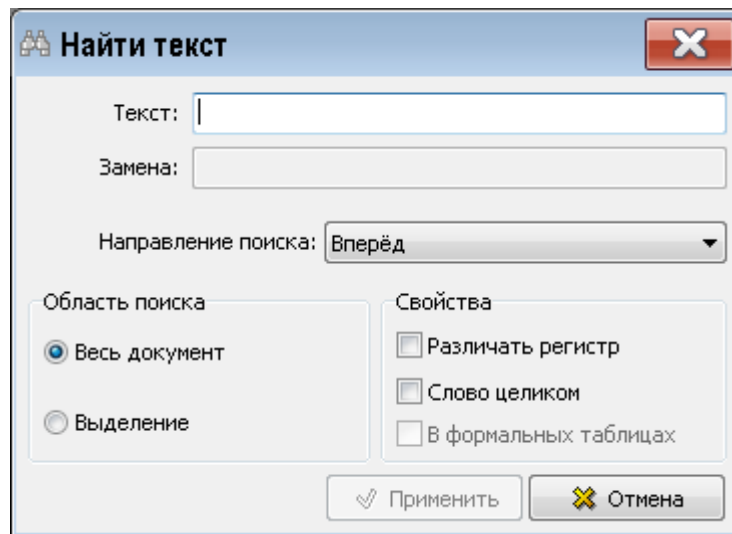 Найти текст
Текст:
Замена:
Направление поиска: Вперёд
Область поиска
Весь документ
Выделение
Свойства
Различать регистр
Слово целиком
В формальных таблицах
Применить
Отмена